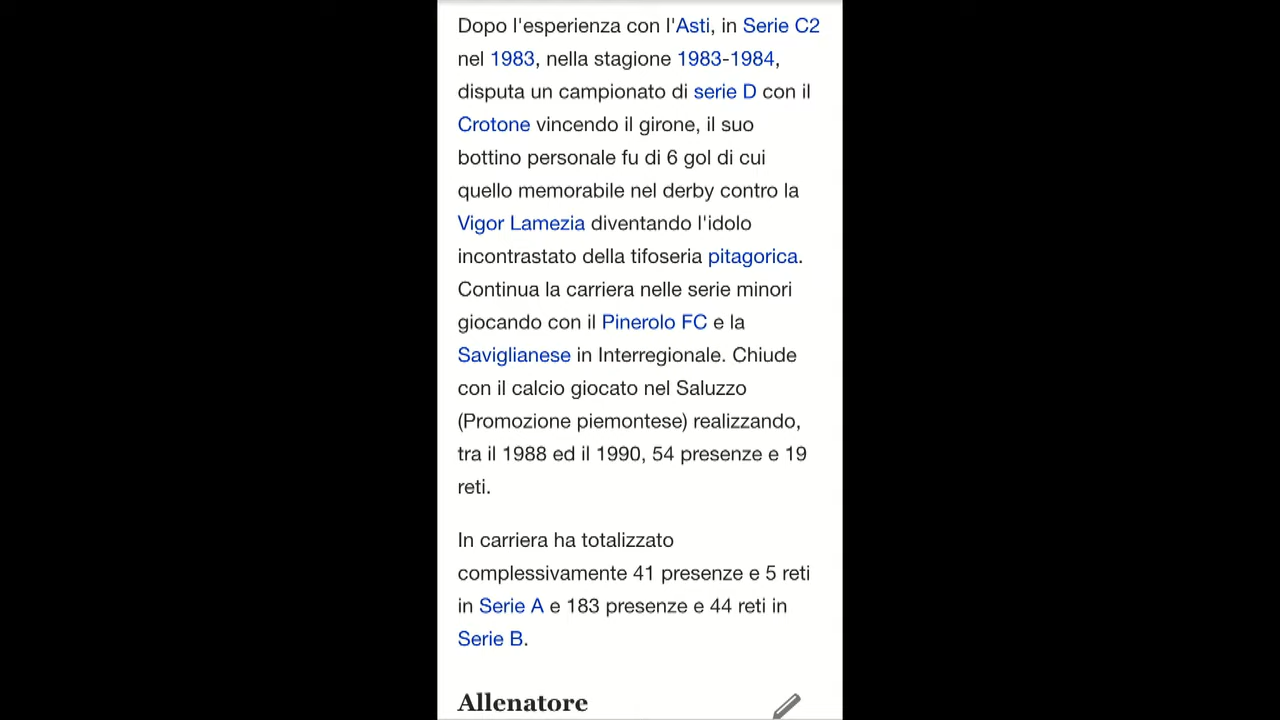 Dopo l'esperienza con l'Asti, in Serie C2
nel 1983, nella stagione 1983-1984,
disputa un campionato di serie D con il
Crotone vincendo il girone, il suo
bottino personale fu di 6 gol di cui
quello memorabile nel derby contro la
Vigor Lamezia diventando l'idolo
incontrastato della tifoseria pitagorica.
Continua la carriera nelle serie minori
giocando con il Pinerolo FC e la
Saviglianese in Interregionale. Chiude
con il calcio giocato nel Saluzzo
(Promozione piemontese) realizzando,
tra il 1988 ed il 1990, 54 presenze e 19
reti.
In carriera ha totalizzato
complessivamente 41 presenze e 5 reti
in Serie A e 183 presenze e 44 reti in
Serie B.
Allenatore